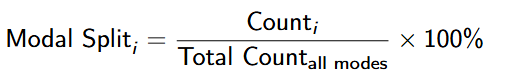 Modal Split_i = Count_i / Total Count_all modes × 100%